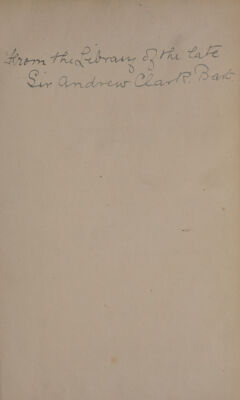 From the Library of the late
Sir Andrew Clark. Bart.